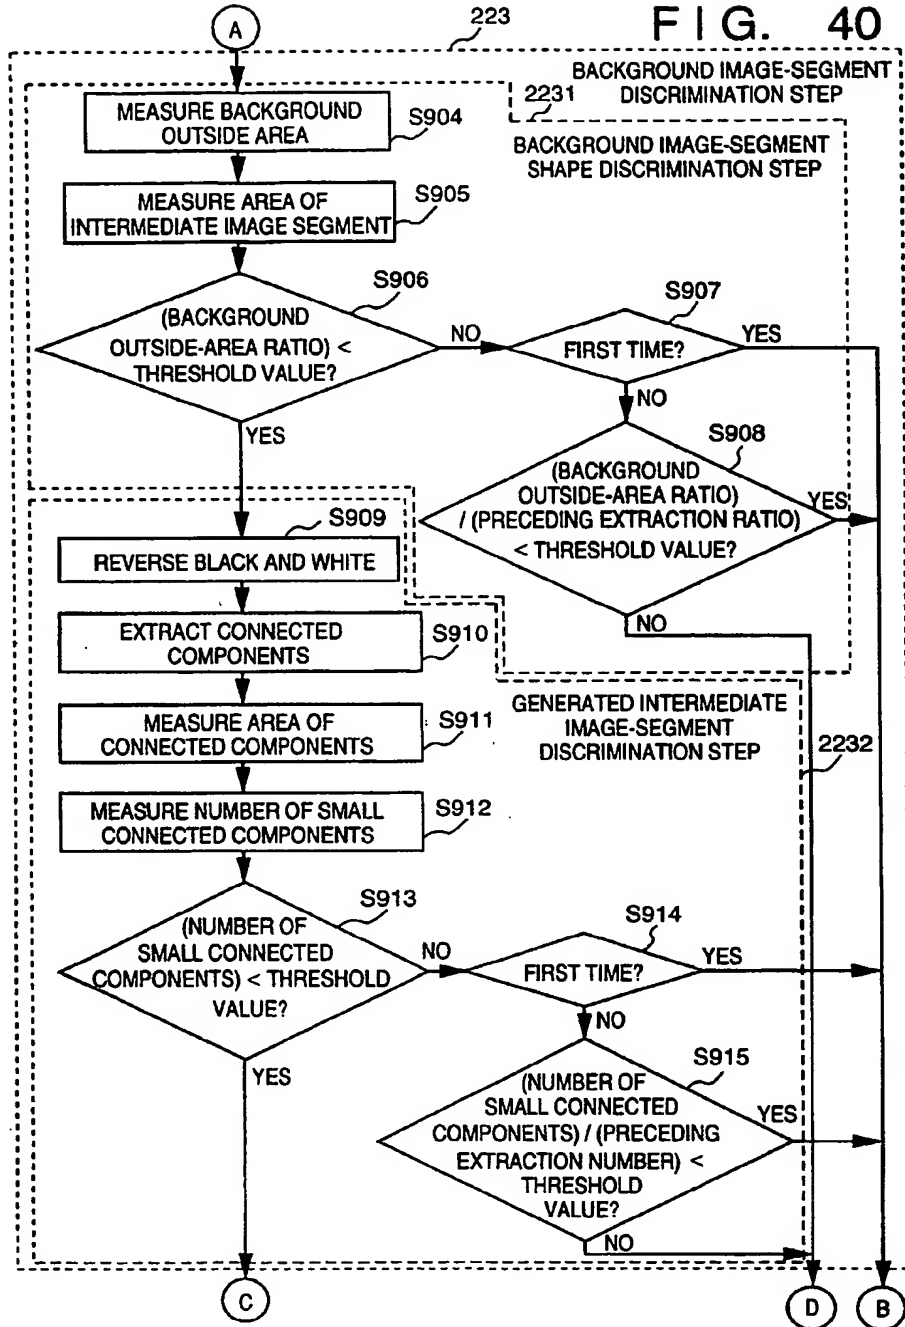 FIG. 40
A
223
BACKGROUND IMAGE-SEGMENT
DISCRIMINATION STEP
2231
MEASURE BACKGROUND
OUTSIDE AREA
S904
BACKGROUND IMAGE-SEGMENT
SHAPE DISCRIMINATION STEP
MEASURE AREA OF
INTERMEDIATE IMAGE SEGMENT
S905
S906
(BACKGROUND
OUTSIDE-AREA RATIO) <
THRESHOLD VALUE?
NO
YES
S907
FIRST TIME?
YES
NO
S908
(BACKGROUND
OUTSIDE-AREA RATIO)
/ (PRECEDING EXTRACTION RATIO)
< THRESHOLD VALUE?
YES
NO
S909
REVERSE BLACK AND WHITE
EXTRACT CONNECTED
COMPONENTS
S910
GENERATED INTERMEDIATE
IMAGE-SEGMENT
DISCRIMINATION STEP
2232
MEASURE AREA OF
CONNECTED COMPONENTS
S911
MEASURE NUMBER OF SMALL
CONNECTED COMPONENTS
S912
S913
(NUMBER OF
SMALL CONNECTED
COMPONENTS) < THRESHOLD
VALUE?
NO
YES
S914
FIRST TIME?
YES
NO
S915
(NUMBER OF
SMALL CONNECTED
COMPONENTS) / (PRECEDING
EXTRACTION NUMBER) <
THRESHOLD
VALUE?
YES
NO
C
D
B